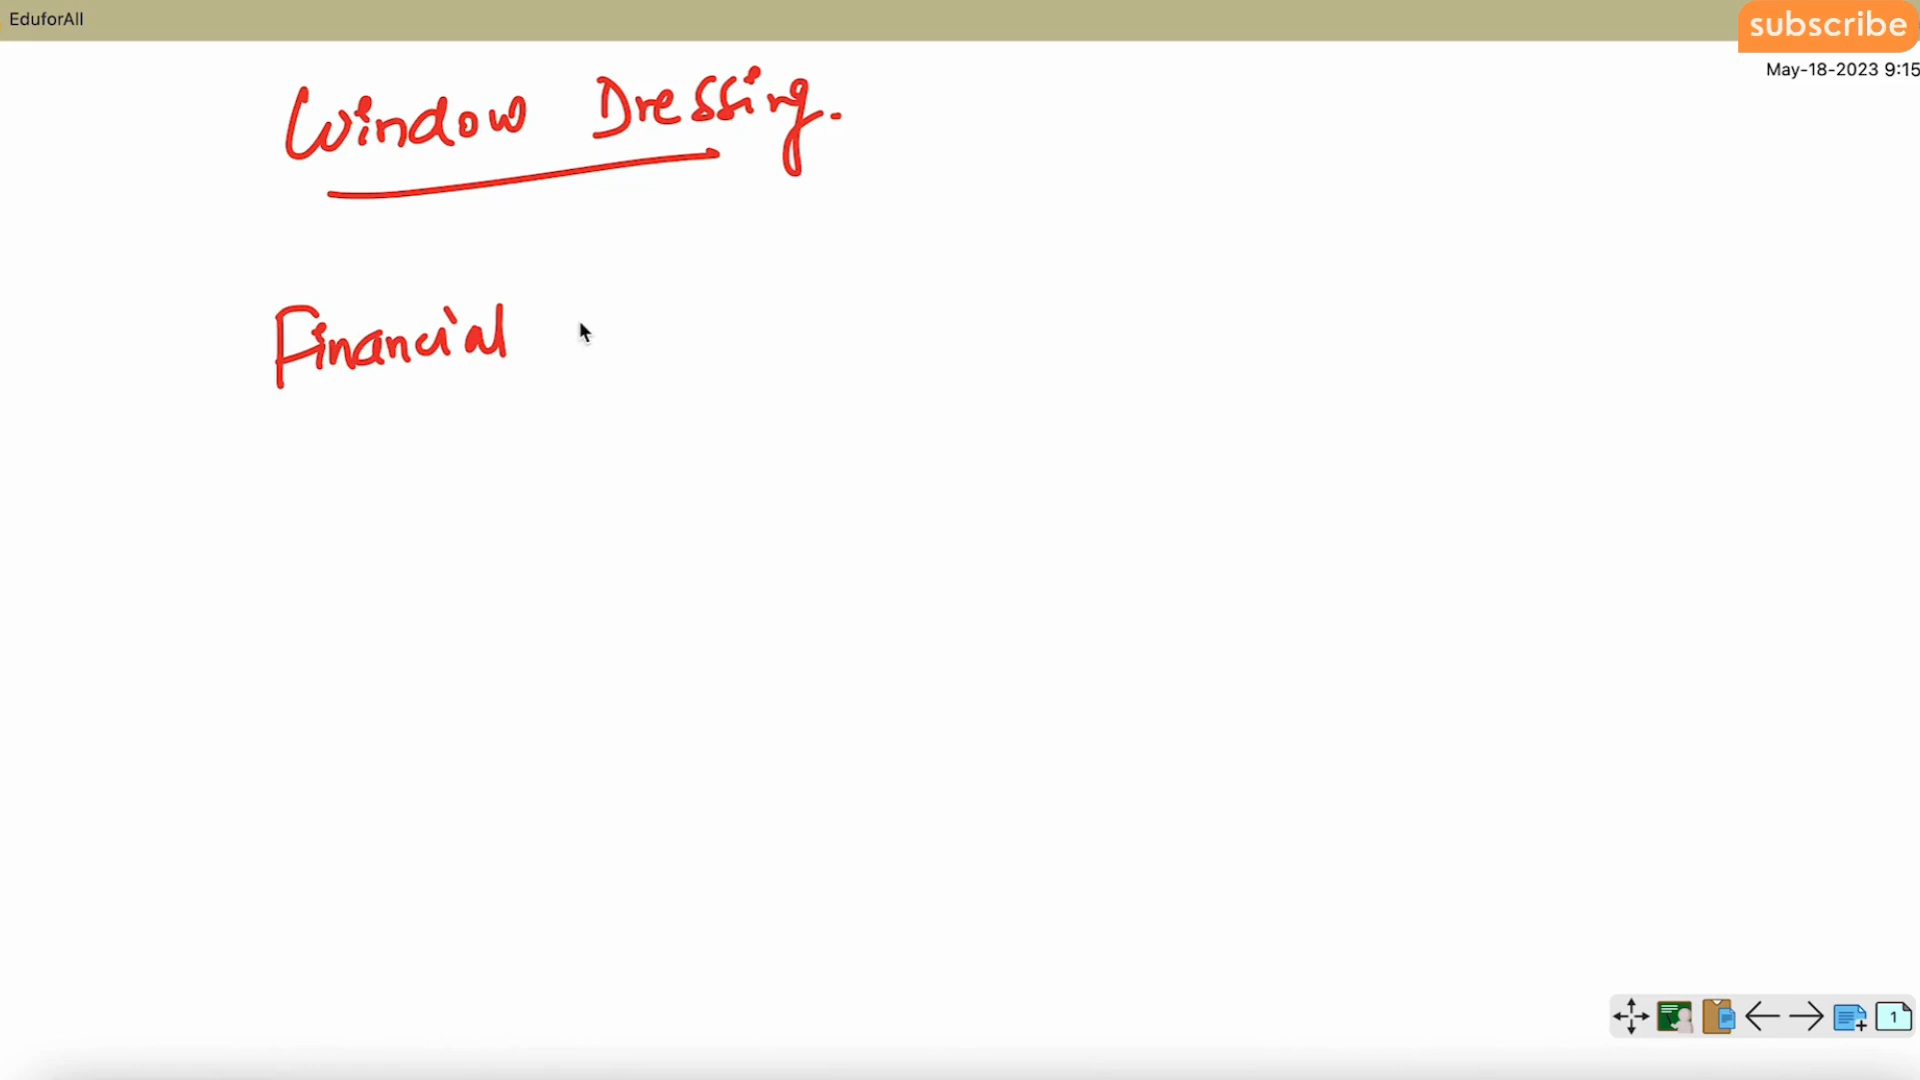 EduforAll
subscribe
May-18-2023 9:15
Window Dressing.
Financial
1